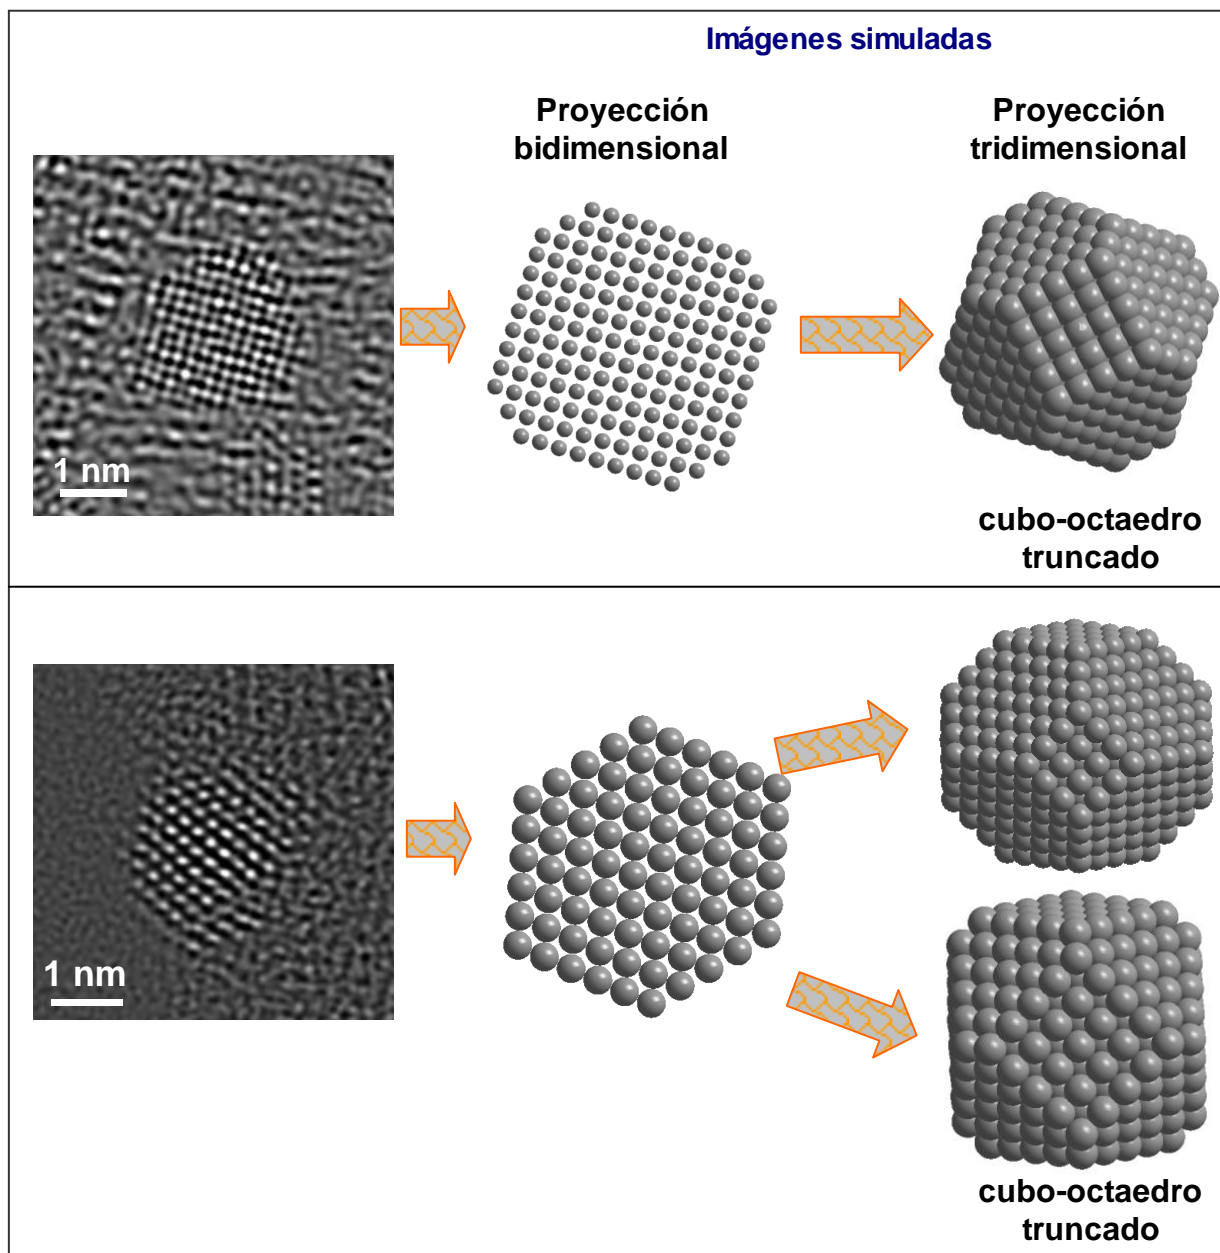 Imágenes simuladas
Proyección
bidimensional
Proyección
tridimensional
1 nm
cubo-octaedro
truncado
1 nm
cubo-octaedro
truncado